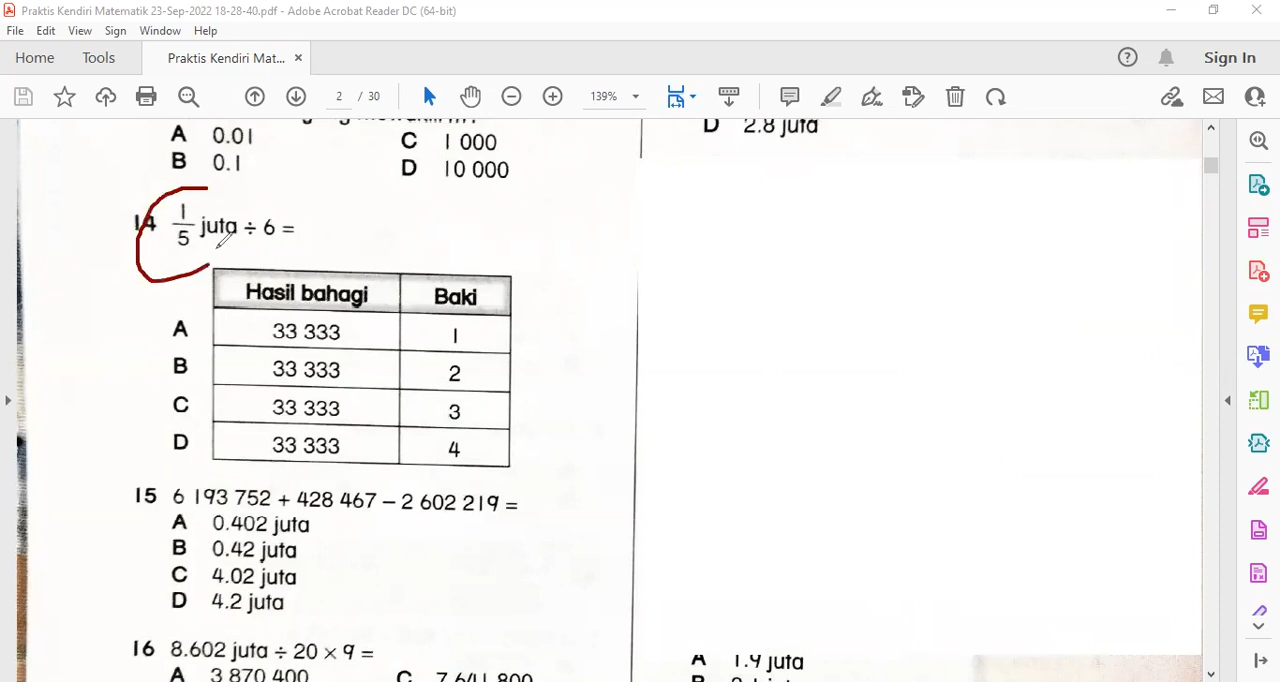 Praktis Kendiri Matematik 23-Sep-2022 18-28-40.pdf - Adobe Acrobat Reader DC (64-bit)
File Edit View Sign Window Help
Home Tools Praktis Kendiri Mat... × Sign In
2 / 30 139%
A 0.01 C 1 000
B 0.1 D 10 000
14 1/5 juta ÷ 6 =
Hasil bahagi Baki
A 33 333 1
B 33 333 2
C 33 333 3
D 33 333 4
15 6 193 752 + 428 467 – 2 602 219 =
A 0.402 juta
B 0.42 juta
C 4.02 juta
D 4.2 juta
16 8.602 juta ÷ 20 × 9 =
A 3 870 400 C 7 641 800
D 2.8 juta
A 1.9 juta